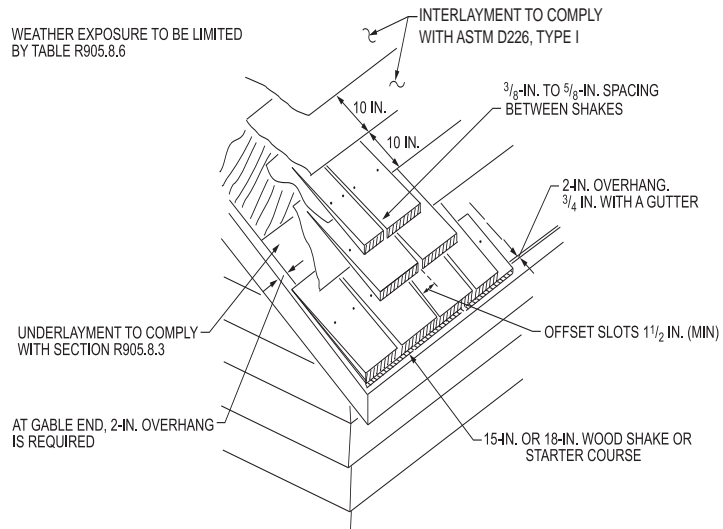 WEATHER EXPOSURE TO BE LIMITED
BY TABLE R905.8.6
INTERLAYMENT TO COMPLY
WITH ASTM D226, TYPE I
3/8-IN. TO 5/8-IN. SPACING
BETWEEN SHAKES
10 IN.
10 IN.
2-IN. OVERHANG.
3/4 IN. WITH A GUTTER
OFFSET SLOTS 1 1/2 IN. (MIN)
UNDERLAYMENT TO COMPLY
WITH SECTION R905.8.3
AT GABLE END, 2-IN. OVERHANG
IS REQUIRED
15-IN. OR 18-IN. WOOD SHAKE OR
STARTER COURSE